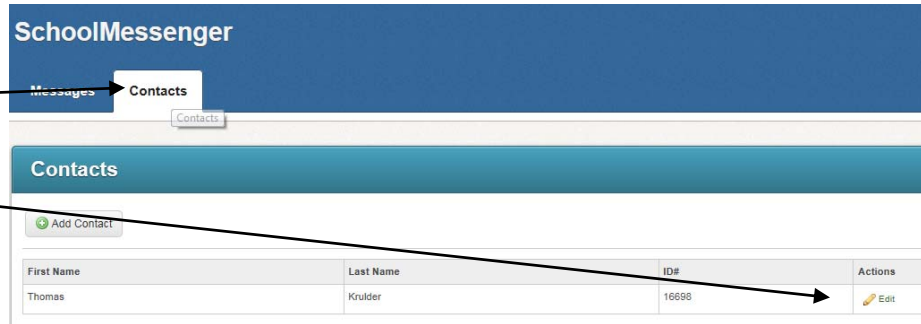 SchoolMessenger
Messages Contacts
Contacts
Contacts
Add Contact
First Name Last Name ID# Actions
Thomas Krulder 16698 Edit